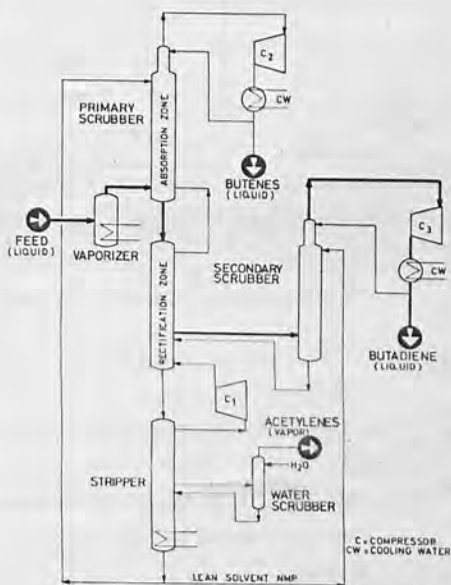 C2
CW
PRIMARY
SCRUBBER
ABSORPTION ZONE
BUTENES
(LIQUID)
FEED
(LIQUID)
VAPORIZER
SECONDARY
SCRUBBER
C3
CW
RECTIFICATION ZONE
BUTADIENE
(LIQUID)
C1
ACETYLENES
(VAPOR)
H2O
STRIPPER
WATER
SCRUBBER
C = COMPRESSOR
CW = COOLING WATER
LEAN SOLVENT NMP